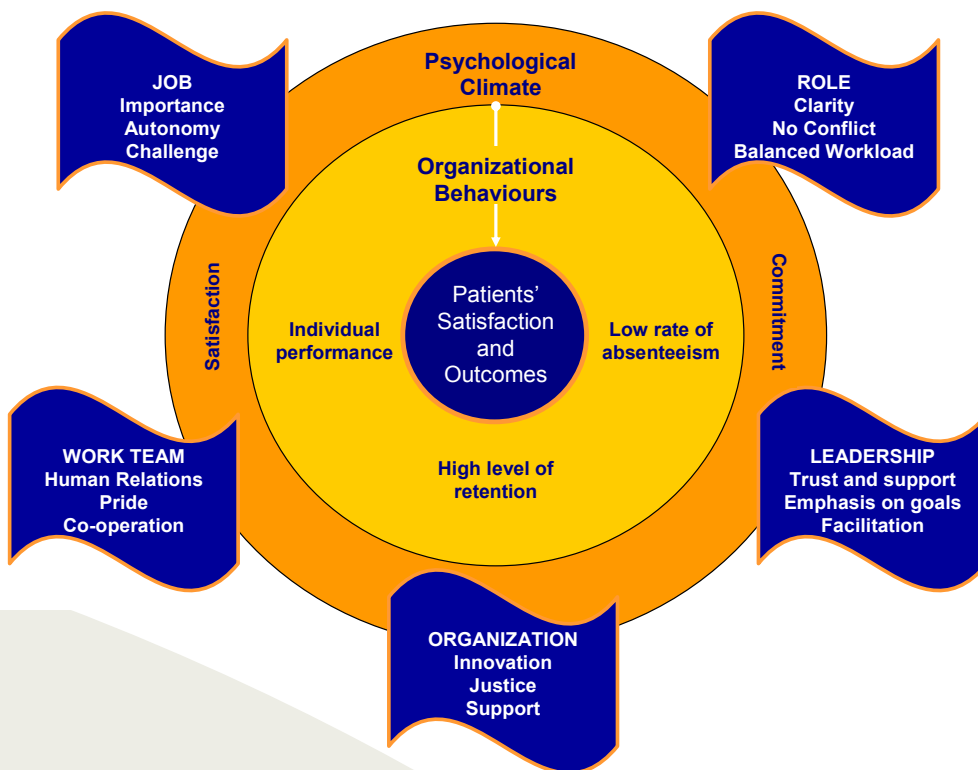 JOB
Importance
Autonomy
Challenge
Psychological
Climate
ROLE
Clarity
No Conflict
Balanced Workload
Organizational
Behaviours
Satisfaction
Commitment
Individual
performance
Patients’
Satisfaction
and
Outcomes
Low rate of
absenteeism
High level of
retention
WORK TEAM
Human Relations
Pride
Co-operation
LEADERSHIP
Trust and support
Emphasis on goals
Facilitation
ORGANIZATION
Innovation
Justice
Support